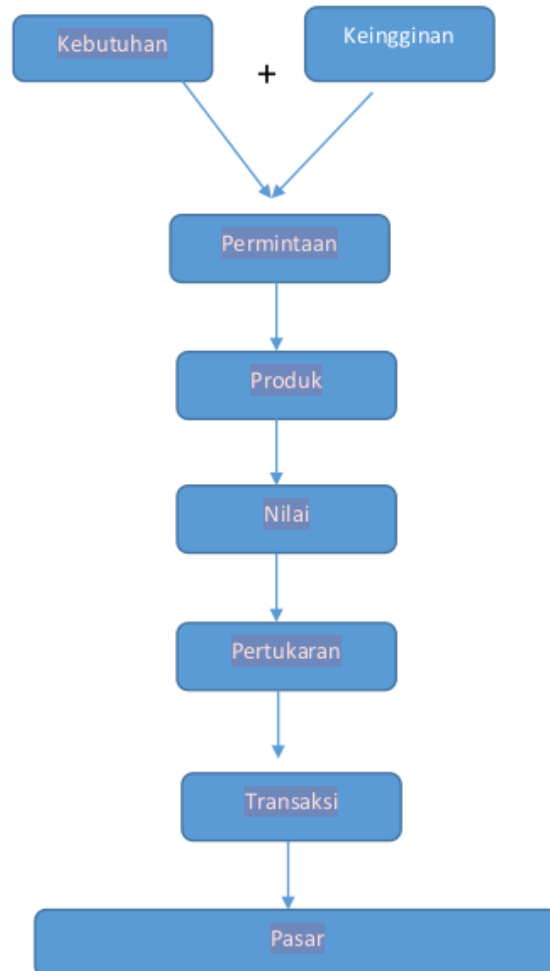 Kebutuhan
+
Keingginan
Permintaan
Produk
Nilai
Pertukaran
Transaksi
Pasar